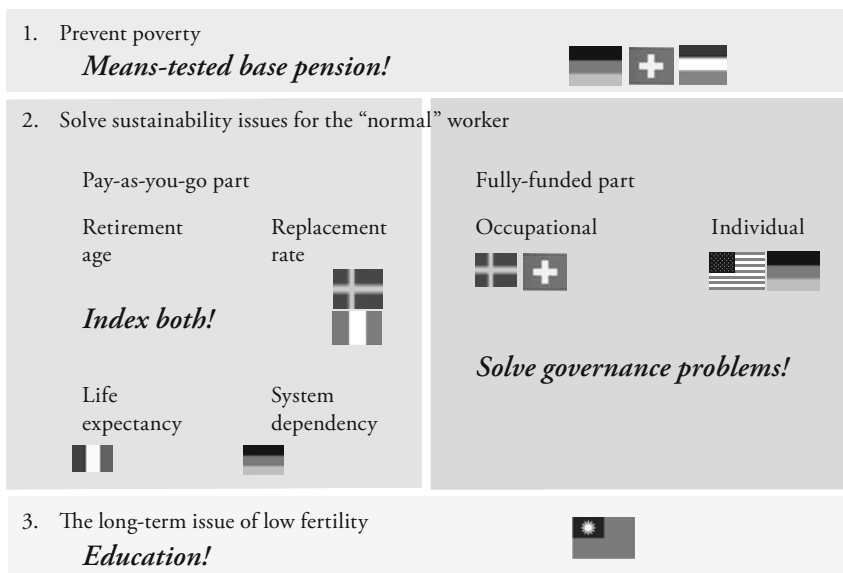 1. Prevent poverty
Means-tested base pension!
2. Solve sustainability issues for the “normal” worker
Pay-as-you-go part
Retirement
age
Replacement
rate
Index both!
Life
expectancy
System
dependency
Fully-funded part
Occupational
Individual
Solve governance problems!
3. The long-term issue of low fertility
Education!